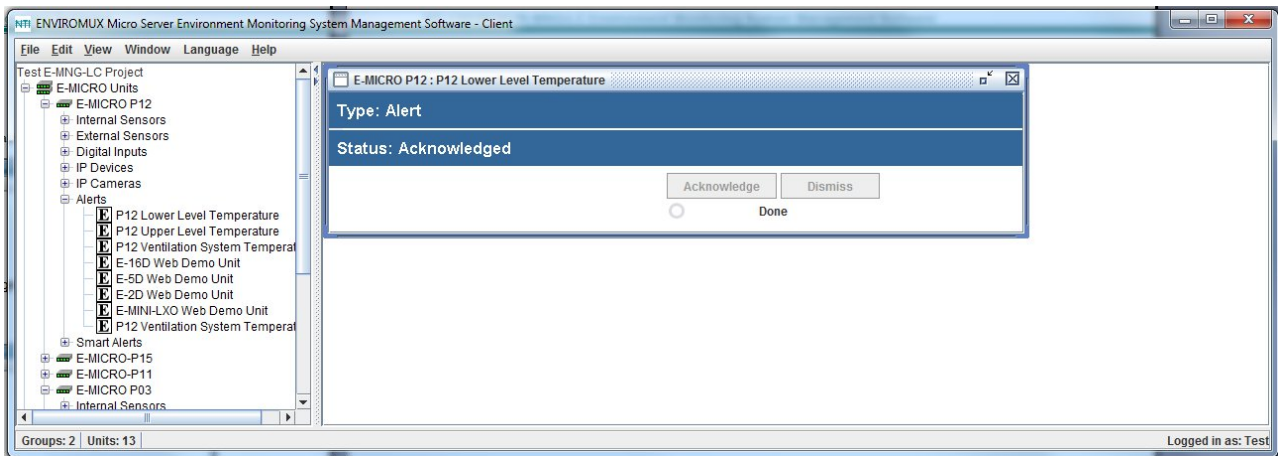 NTI ENVIROMUX Micro Server Environment Monitoring System Management Software - Client
File Edit View Window Language Help
Test E-MNG-LC Project
E-MICRO Units
E-MICRO P12
Internal Sensors
External Sensors
Digital Inputs
IP Devices
IP Cameras
Alerts
E P12 Lower Level Temperature
E P12 Upper Level Temperature
E P12 Ventilation System Temperat
E E-16D Web Demo Unit
E E-5D Web Demo Unit
E E-2D Web Demo Unit
E E-MINI-LXO Web Demo Unit
E P12 Ventilation System Temperat
Smart Alerts
E-MICRO-P15
E-MICRO-P11
E-MICRO P03
Internal Sensors
E-MICRO P12 : P12 Lower Level Temperature
Type: Alert
Status: Acknowledged
Acknowledge Dismiss
Done
Groups: 2 Units: 13 Logged in as: Test